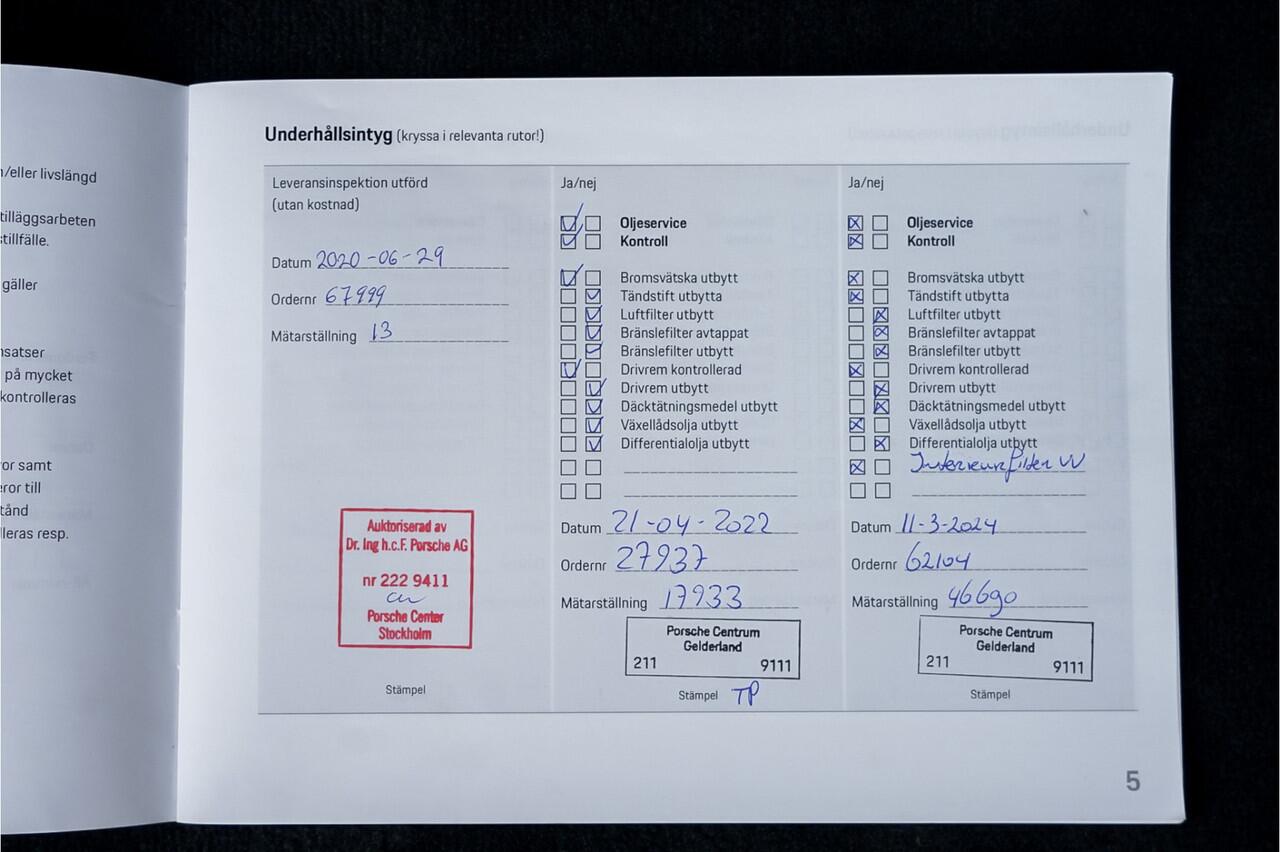 n/eller livslängd
tilläggsarbeten
stillfälle.
gäller
nsatser
på mycket
kontrolleras
or samt
eror till
stånd
lleras resp.
Underhållsintyg (kryssa i relevanta rutor!)
Leveransinspektion utförd
(utan kostnad)
Datum 2020-06-29
Ordernr 67999
Mätarställning 13
Auktoriserad av
Dr. Ing h.c.F. Porsche AG
nr 222 9411
Porsche Center
Stockholm
Stämpel
Ja/nej
Oljeservice
Kontroll
Bromsvätska utbytt
Tändstift utbytta
Luftfilter utbytt
Bränslefilter avtappat
Bränslefilter utbytt
Drivrem kontrollerad
Drivrem utbytt
Däcktätningsmedel utbytt
Växellådsolja utbytt
Differentialolja utbytt
Datum 21-04-2022
Ordernr 27937
Mätarställning 17933
Porsche Centrum
Gelderland
211 9111
Stämpel TP
Ja/nej
Oljeservice
Kontroll
Bromsvätska utbytt
Tändstift utbytta
Luftfilter utbytt
Bränslefilter avtappat
Bränslefilter utbytt
Drivrem kontrollerad
Drivrem utbytt
Däcktätningsmedel utbytt
Växellådsolja utbytt
Differentialolja utbytt
Interieurfilter VV
Datum 11-3-2024
Ordernr 62104
Mätarställning 46690
Porsche Centrum
Gelderland
211 9111
Stämpel
5